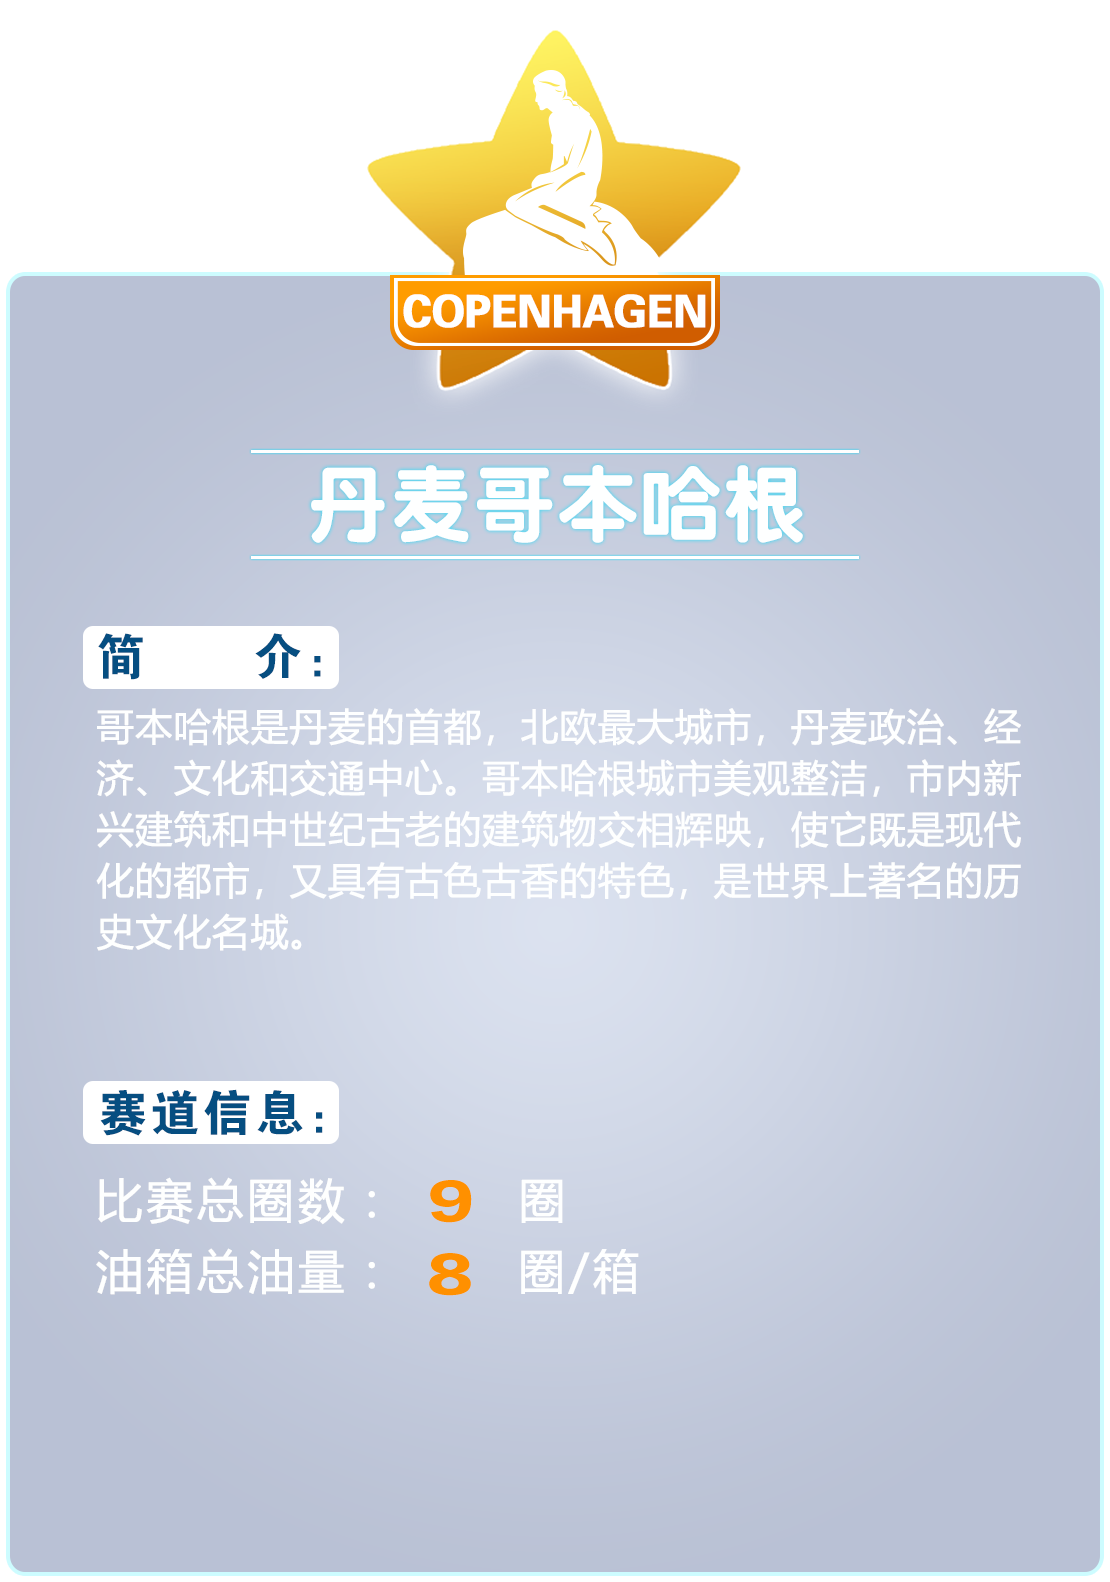 COPENHAGEN
丹麦哥本哈根
简 介：
哥本哈根是丹麦的首都，北欧最大城市，丹麦政治、经
济、文化和交通中心。哥本哈根城市美观整洁，市内新
兴建筑和中世纪古老的建筑物交相辉映，使它既是现代
化的都市，又具有古色古香的特色，是世界上著名的历
史文化名城。
赛道信息：
比赛总圈数： 9 圈
油箱总油量： 8 圈/箱